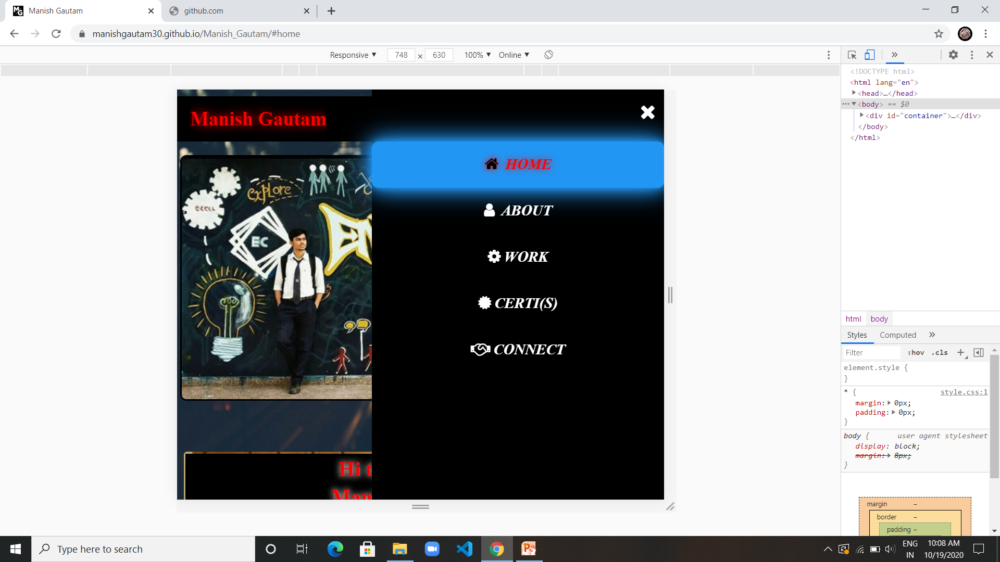 Manish Gautam
github.com
manishgautam30.github.io/Manish_Gautam/#home
Responsive ▼ 748 × 630 100% ▼ Online ▼
<!DOCTYPE html>
<html lang="en">
<head>…</head>
<body> == $0
<div id="container">…</div>
</body>
</html>
Manish Gautam
HOME
ABOUT
WORK
CERTI(S)
CONNECT
explore
e-cell
EC
EN
Hi t
Man
html body
Styles Computed »
Filter :hov .cls +
element.style {
}
* { style.css:1
margin: 0px;
padding: 0px;
}
body { user agent stylesheet
display: block;
margin: 8px;
}
margin –
border –
padding –
Type here to search
ENG
IN
10:08 AM
10/19/2020